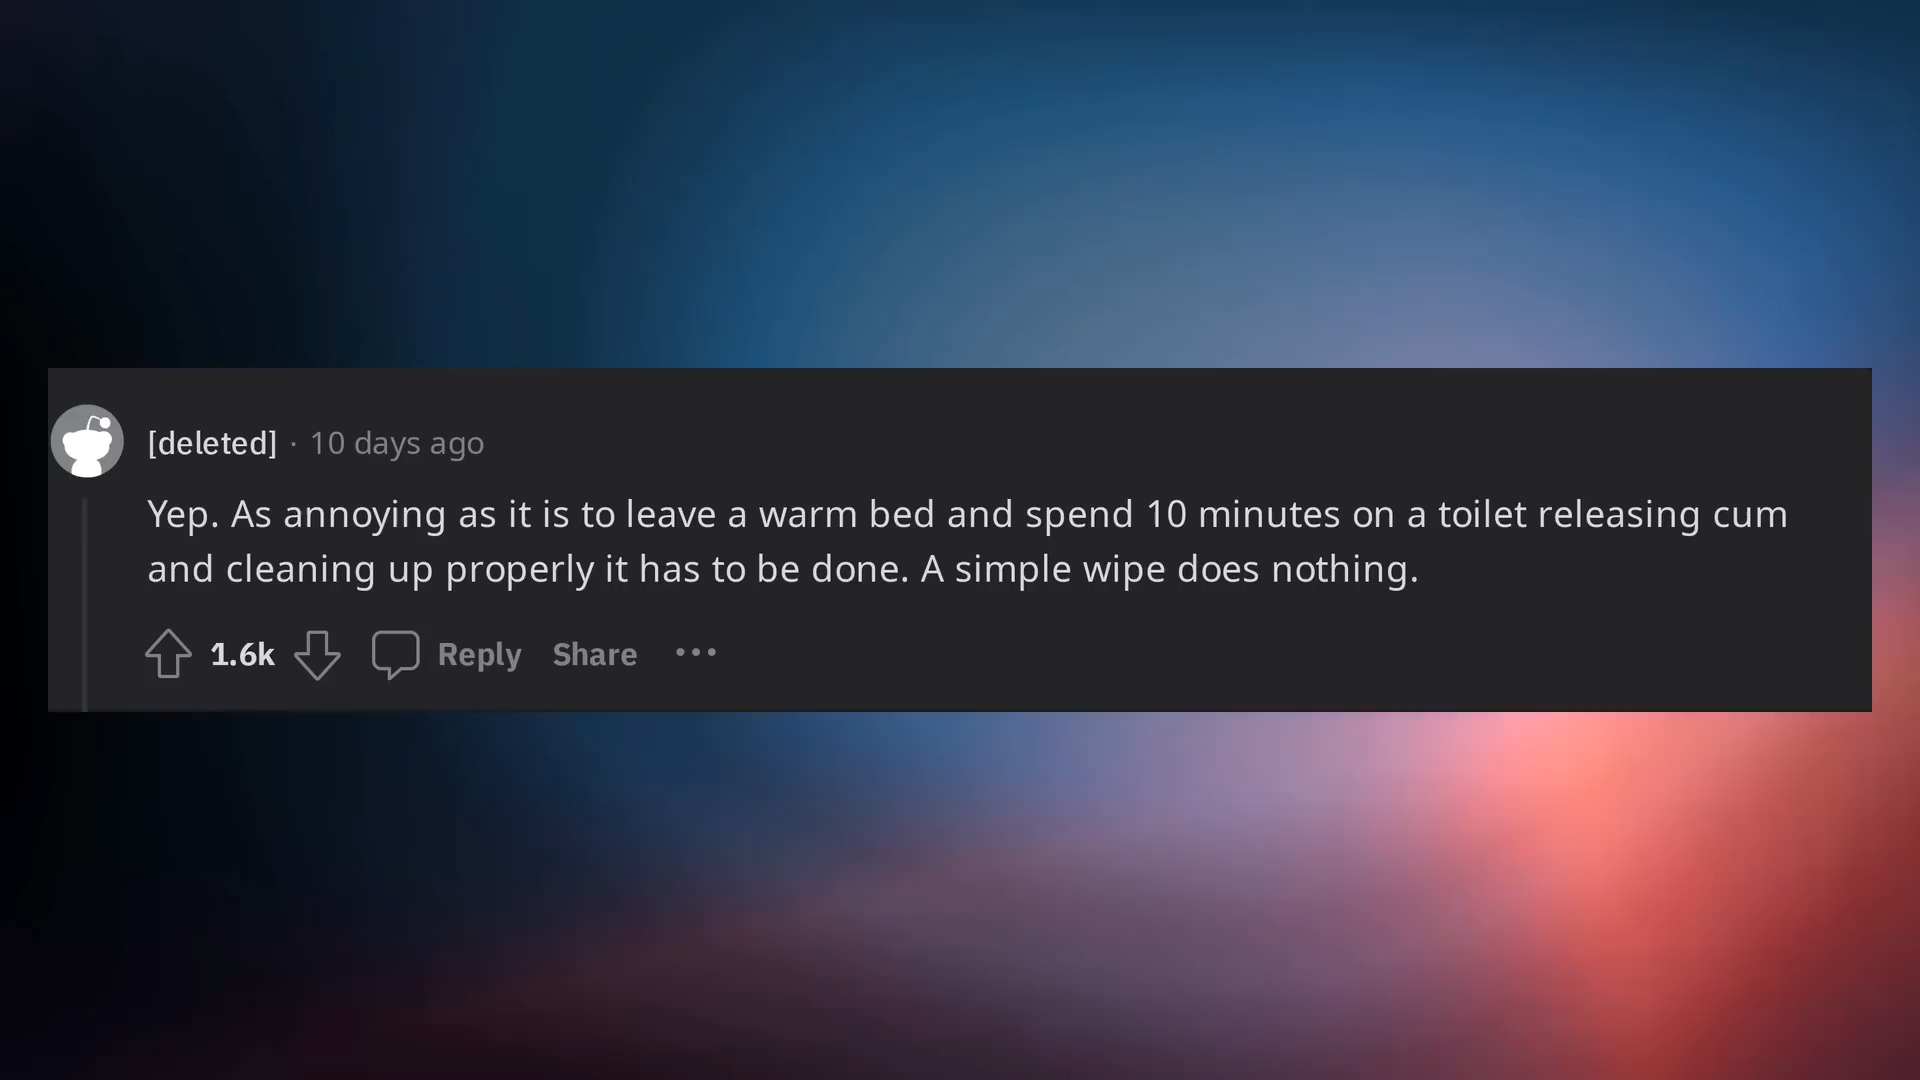 [deleted] · 10 days ago
Yep. As annoying as it is to leave a warm bed and spend 10 minutes on a toilet releasing cum
and cleaning up properly it has to be done. A simple wipe does nothing.
1.6k Reply Share •••